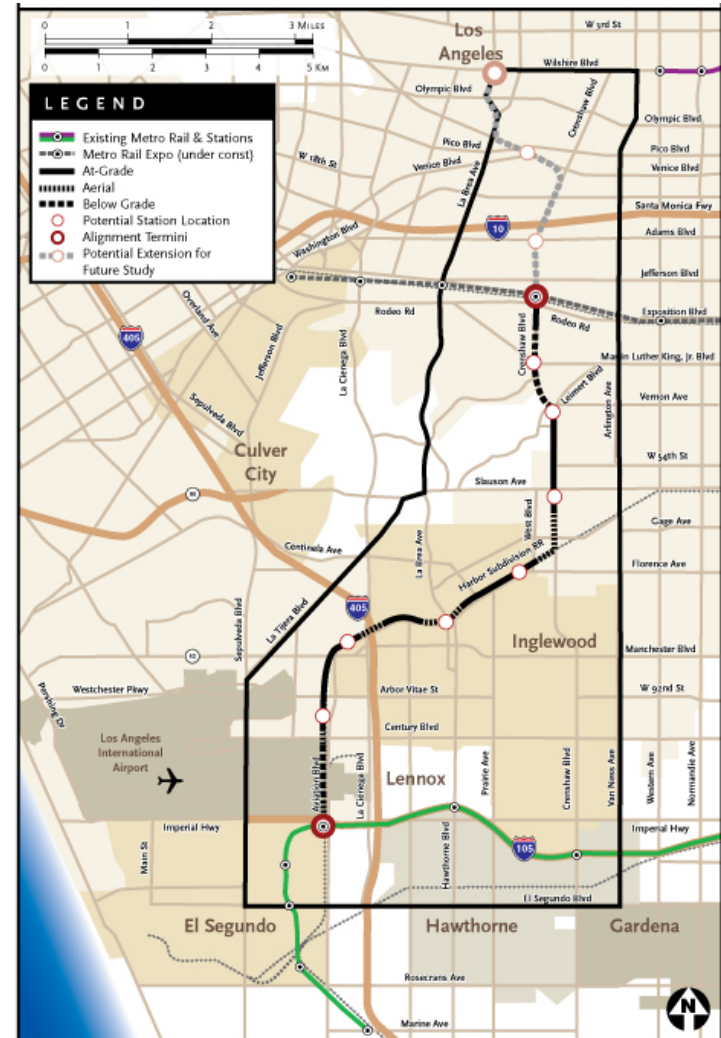 0 1 2 3 MILES
0 1 2 3 4 5 KM
LEGEND
Existing Metro Rail & Stations
Metro Rail Expo (under const)
At-Grade
Aerial
Below Grade
Potential Station Location
Alignment Termini
Potential Extension for
Future Study
Los
Angeles
W 3rd St
Wilshire Blvd
Olympic Blvd
Crenshaw Blvd
Olympic Blvd
Pico Blvd
Pico Blvd
W 18th St
Venice Blvd
Venice Blvd
La Brea Ave
Santa Monica Fwy
10
Adams Blvd
Washington Blvd
Jefferson Blvd
Overland Ave
Rodeo Rd
Rodeo Rd
Exposition Blvd
405
Jefferson Blvd
La Cienega Blvd
Crenshaw Blvd
Martin Luther King, Jr. Blvd
Leimert Blvd
Arlington Ave
Vernon Ave
Sepulveda Blvd
Culver
City
W 54th St
Slauson Ave
90
West Blvd
Gage Ave
Centinela Ave
La Brea Ave
Harbor Subdivision RR
Florence Ave
405
Sepulveda Blvd
La Tijera Blvd
Inglewood
Manchester Blvd
42
Westchester Pkwy
Arbor Vitae St
W 92nd St
Pershing Dr
Century Blvd
Los Angeles
International
Airport
Aviation Blvd
La Cienega Blvd
Lennox
Prairie Ave
Crenshaw Blvd
Van Ness Ave
Western Ave
Normandie Ave
Imperial Hwy
Imperial Hwy
Main St
Hawthorne Blvd
105
El Segundo Blvd
El Segundo
Hawthorne
Gardena
Rosecrans Ave
Marine Ave
N